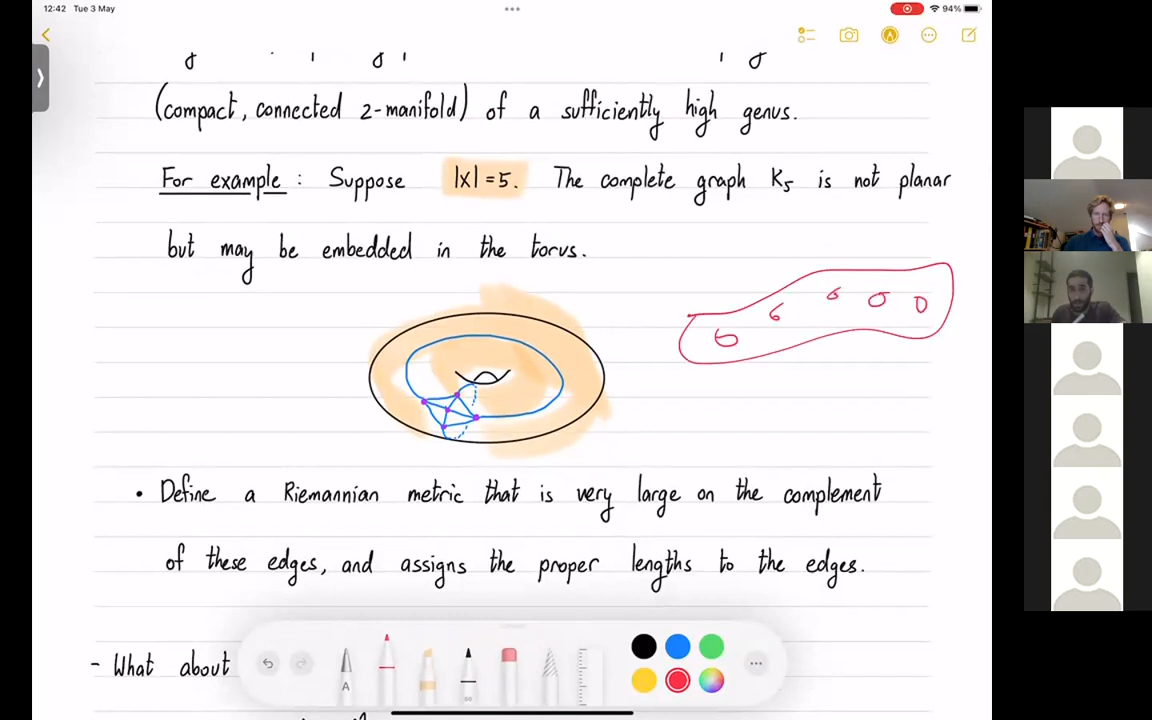 12:42 Tue 3 May
94%
(compact, connected 2-manifold) of a sufficiently high genus.
For example : Suppose |X| = 5. The complete graph K5 is not planar
but may be embedded in the torus.
• Define a Riemannian metric that is very large on the complement
of these edges, and assigns the proper lengths to the edges.
- What about
A
50